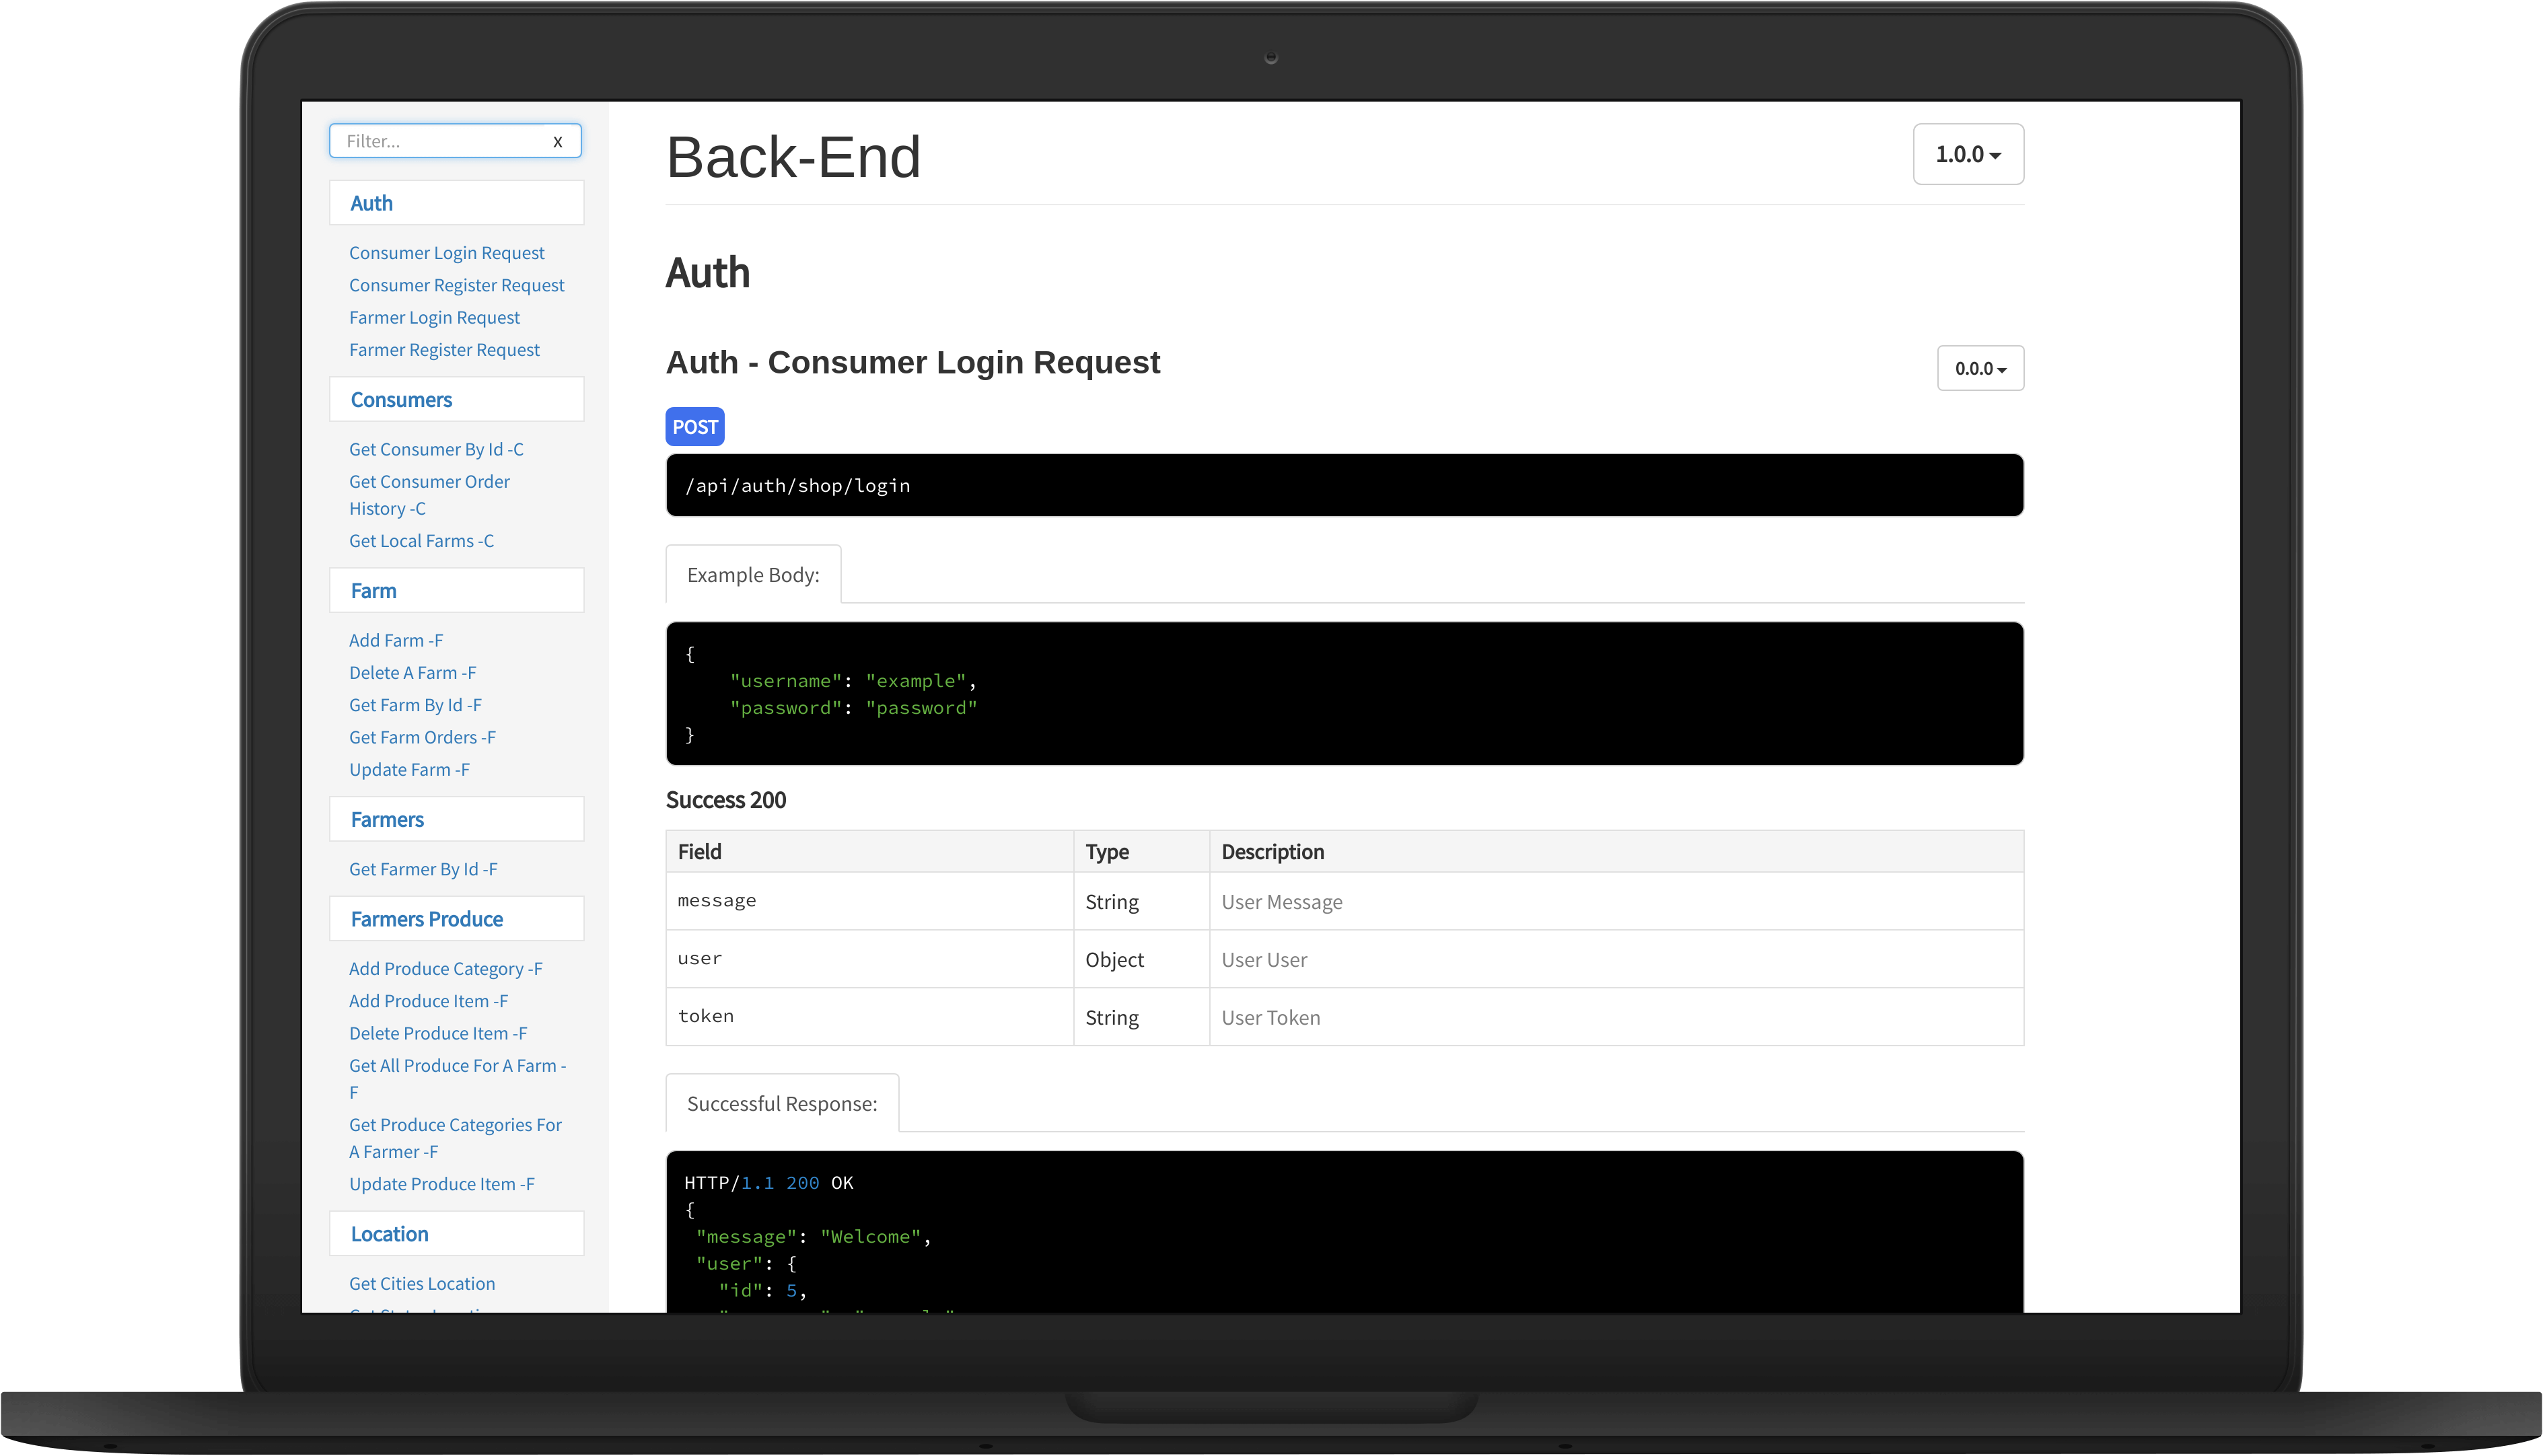 Filter...
x
Auth
Consumer Login Request
Consumer Register Request
Farmer Login Request
Farmer Register Request
Consumers
Get Consumer By Id -C
Get Consumer Order
History -C
Get Local Farms -C
Farm
Add Farm -F
Delete A Farm -F
Get Farm By Id -F
Get Farm Orders -F
Update Farm -F
Farmers
Get Farmer By Id -F
Farmers Produce
Add Produce Category -F
Add Produce Item -F
Delete Produce Item -F
Get All Produce For A Farm -
F
Get Produce Categories For
A Farmer -F
Update Produce Item -F
Location
Get Cities Location
Back-End
1.0.0
Auth
Auth - Consumer Login Request
0.0.0
POST
/api/auth/shop/login
Example Body:
{
    "username": "example",
    "password": "password"
}
Success 200
Field Type Description
message String User Message
user Object User User
token String User Token
Successful Response:
HTTP/1.1 200 OK
{
 "message": "Welcome",
 "user": {
   "id": 5,